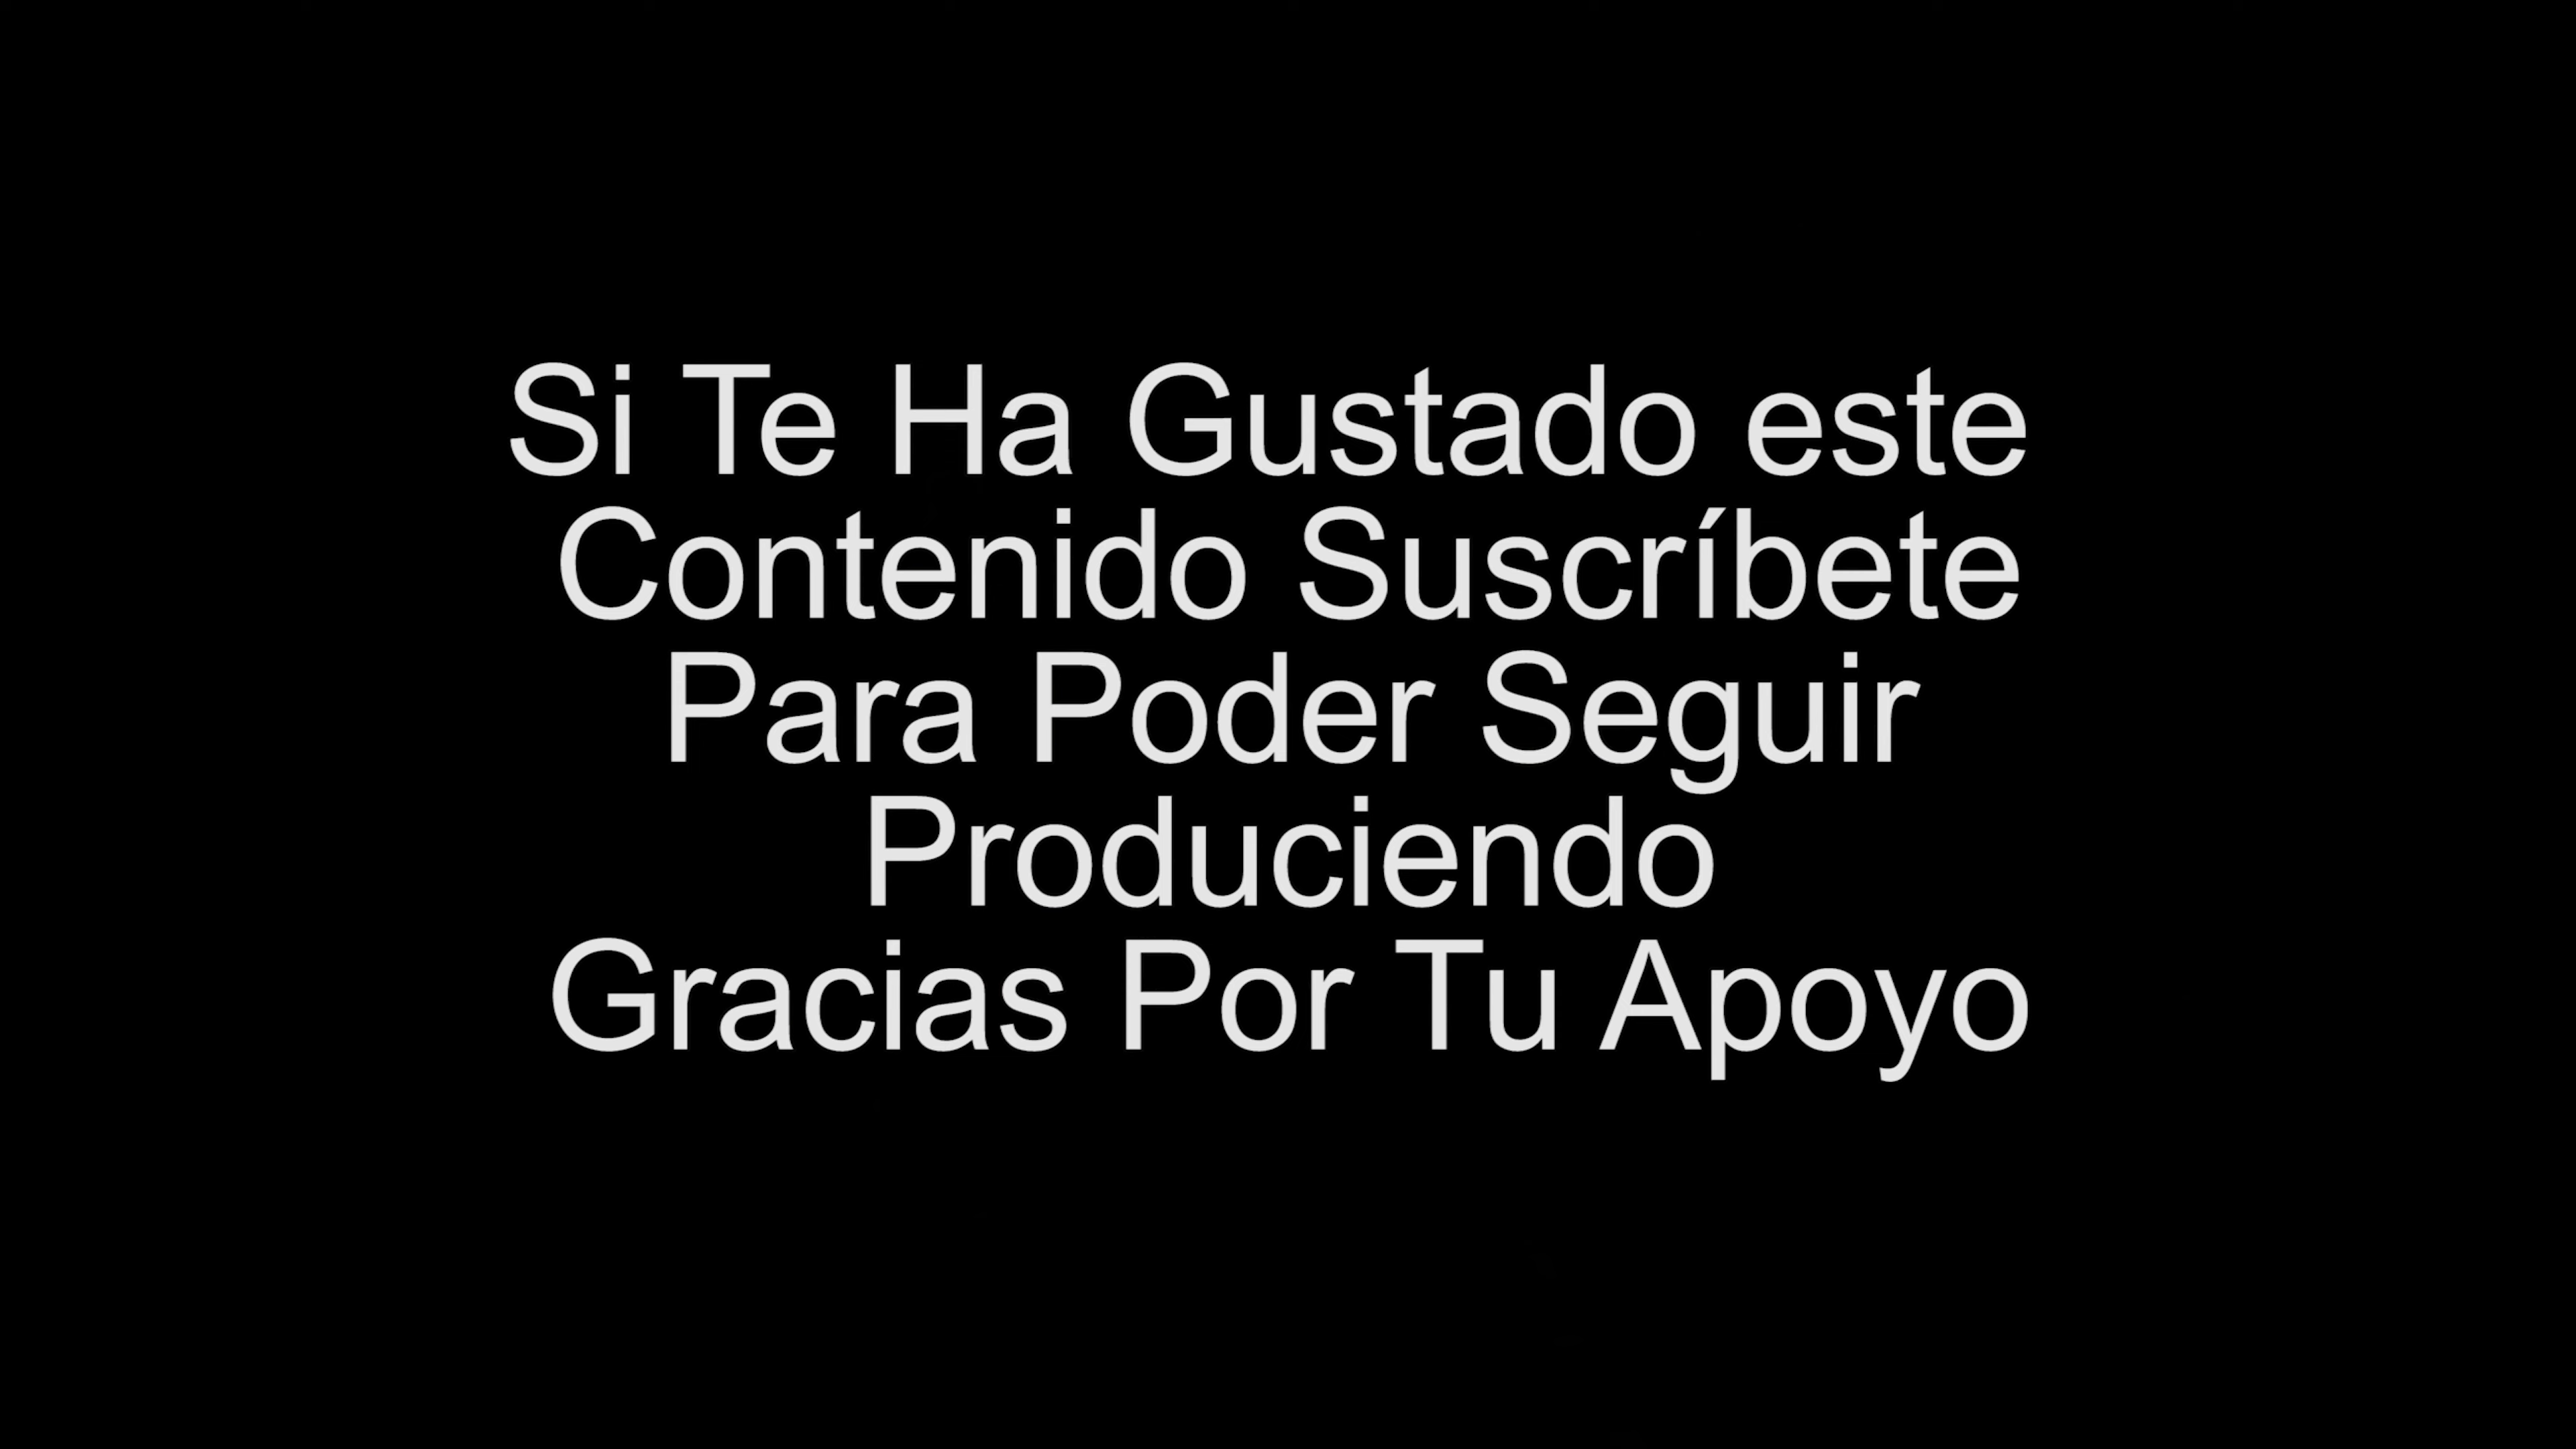 Si Te Ha Gustado este
Contenido Suscríbete
Para Poder Seguir
Produciendo
Gracias Por Tu Apoyo